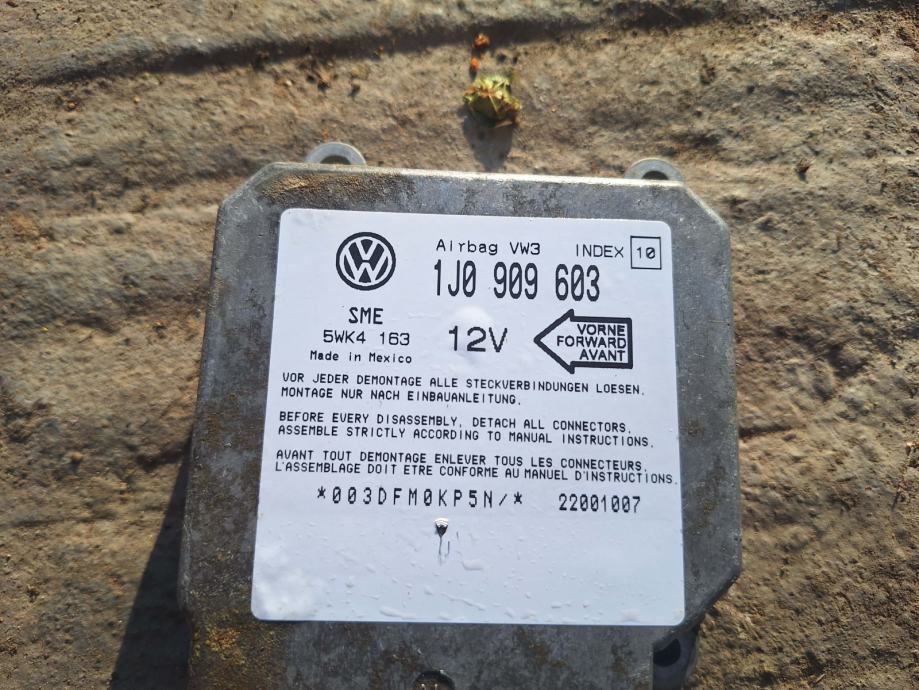 VW
Airbag VW3 INDEX 10
1J0 909 603
SME
5WK4 163
Made in Mexico
12V
VORNE
FORWARD
AVANT
VOR JEDER DEMONTAGE ALLE STECKVERBINDUNGEN LOESEN.
MONTAGE NUR NACH EINBAUANLEITUNG.
BEFORE EVERY DISASSEMBLY, DETACH ALL CONNECTORS.
ASSEMBLE STRICTLY ACCORDING TO MANUAL INSTRUCTIONS.
AVANT TOUT DEMONTAGE ENLEVER TOUS LES CONNECTEURS.
L'ASSEMBLAGE DOIT ETRE CONFORME AU MANUEL D'INSTRUCTIONS.
*003DFM0KP5N/* 22001007